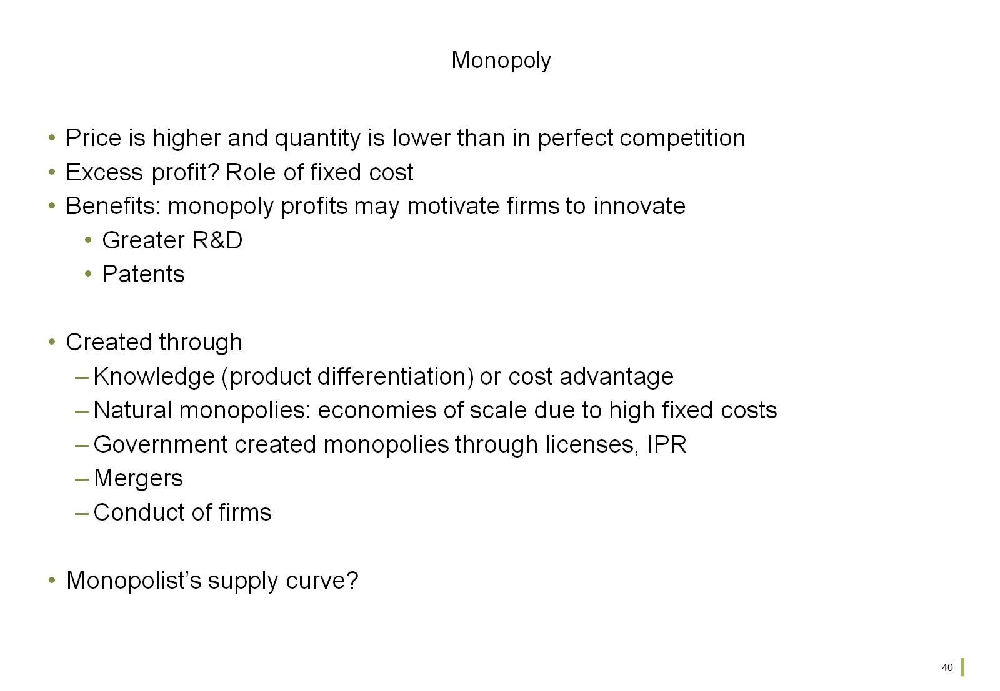 Monopoly
• Price is higher and quantity is lower than in perfect competition
• Excess profit? Role of fixed cost
• Benefits: monopoly profits may motivate firms to innovate
• Greater R&D
• Patents
• Created through
– Knowledge (product differentiation) or cost advantage
– Natural monopolies: economies of scale due to high fixed costs
– Government created monopolies through licenses, IPR
– Mergers
– Conduct of firms
• Monopolist’s supply curve?
40